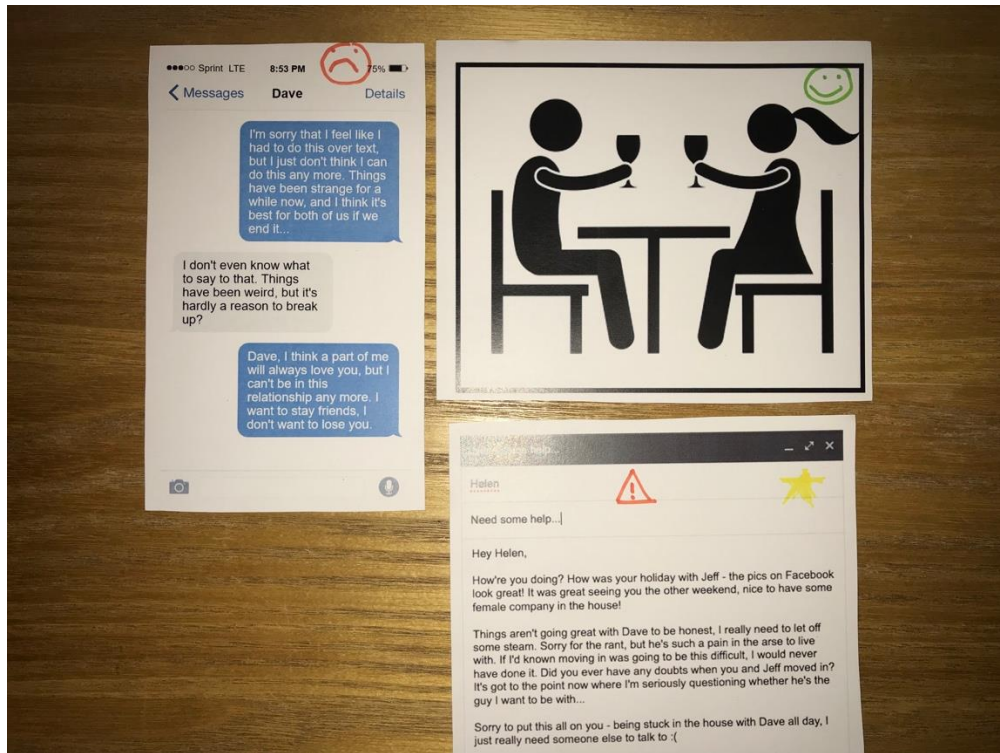 Sprint LTE 8:53 PM 75%
Messages Dave Details
I'm sorry that I feel like I
had to do this over text,
but I just don't think I can
do this any more. Things
have been strange for a
while now, and I think it's
best for both of us if we
end it...
I don't even know what
to say to that. Things
have been weird, but it's
hardly a reason to break
up?
Dave, I think a part of me
will always love you, but I
can't be in this
relationship any more. I
want to stay friends, I
don't want to lose you.
help...
Helen
Need some help...
Hey Helen,
How're you doing? How was your holiday with Jeff - the pics on Facebook
look great! It was great seeing you the other weekend, nice to have some
female company in the house!
Things aren't going great with Dave to be honest, I really need to let off
some steam. Sorry for the rant, but he's such a pain in the arse to live
with. If I'd known moving in was going to be this difficult, I would never
have done it. Did you ever have any doubts when you and Jeff moved in?
It's got to the point now where I'm seriously questioning whether he's the
guy I want to be with...
Sorry to put this all on you - being stuck in the house with Dave all day, I
just really need someone else to talk to :(